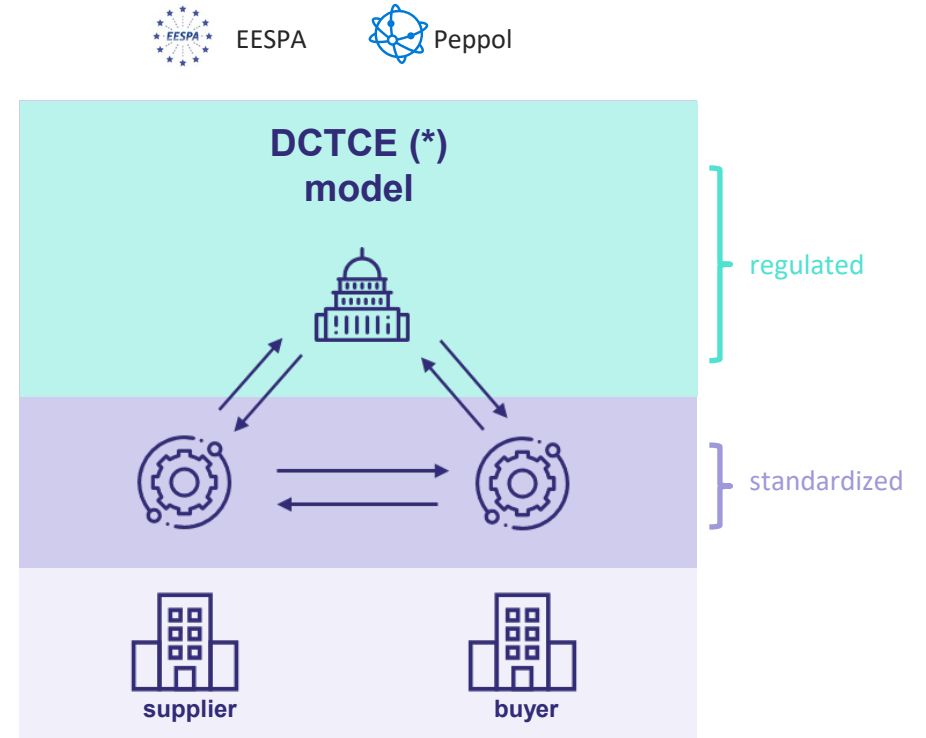 EESPA EESPA Peppol
DCTCE (*)
model
regulated
standardized
supplier buyer